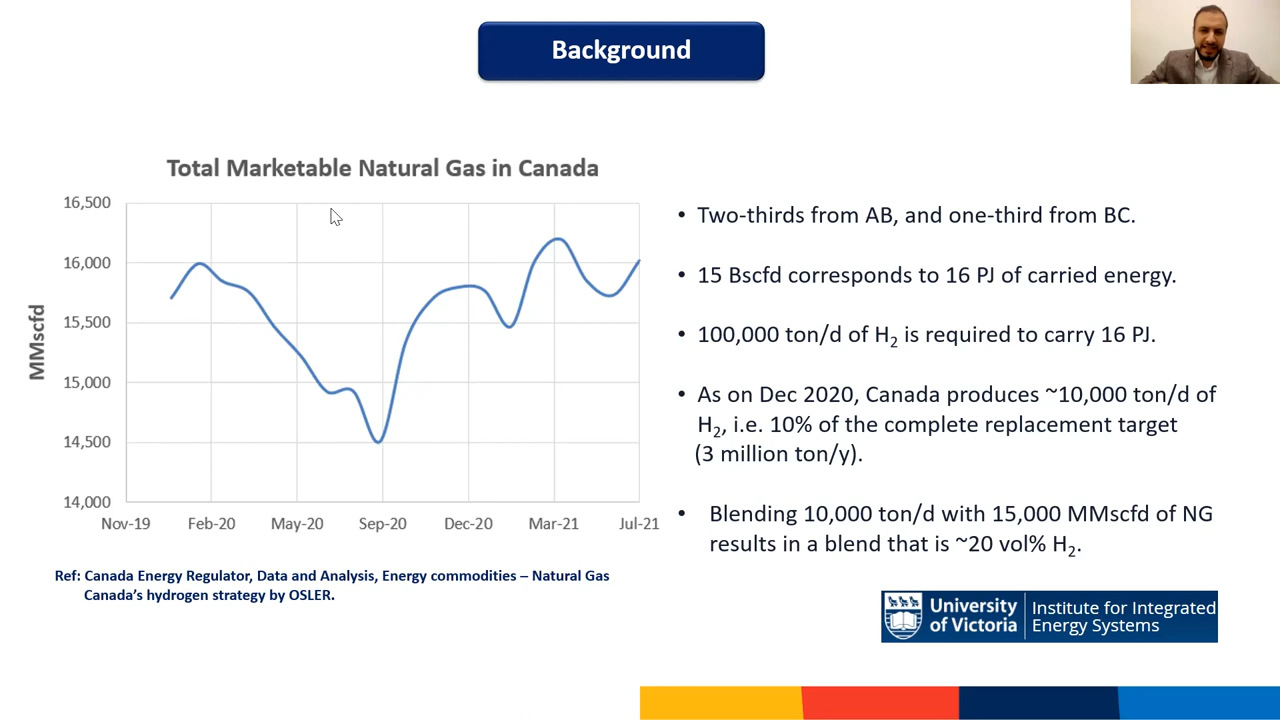 Background
Total Marketable Natural Gas in Canada
16,500
16,000
15,500
15,000
14,500
14,000
MMscfd
Nov-19 Feb-20 May-20 Sep-20 Dec-20 Mar-21 Jul-21
Ref: Canada Energy Regulator, Data and Analysis, Energy commodities – Natural Gas
Canada's hydrogen strategy by OSLER.
• Two-thirds from AB, and one-third from BC.
• 15 Bscfd corresponds to 16 PJ of carried energy.
• 100,000 ton/d of H₂ is required to carry 16 PJ.
• As on Dec 2020, Canada produces ~10,000 ton/d of
H₂, i.e. 10% of the complete replacement target
(3 million ton/y).
• Blending 10,000 ton/d with 15,000 MMscfd of NG
results in a blend that is ~20 vol% H₂.
University
of Victoria
Institute for Integrated
Energy Systems